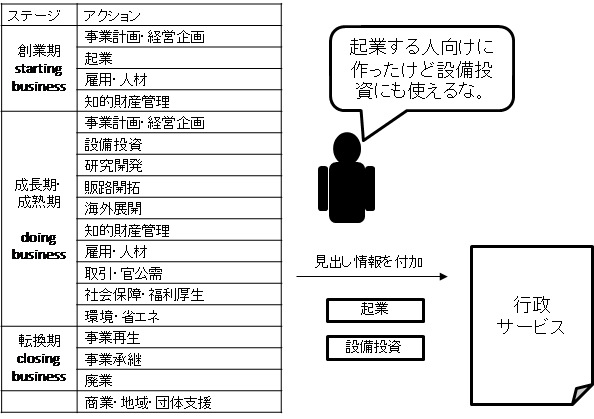 ステージ
アクション
創業期
starting
business
事業計画・経営企画
起業
雇用・人材
知的財産管理
成長期・
成熟期
doing
business
事業計画・経営企画
設備投資
研究開発
販路開拓
海外展開
知的財産管理
雇用・人材
取引・官公需
社会保障・福利厚生
環境・省エネ
転換期
closing
business
事業再生
事業承継
廃業
商業・地域・団体支援
起業する人向けに
作ったけど設備投
資にも使えるな。
見出し情報を付加
起業
設備投資
行政
サービス